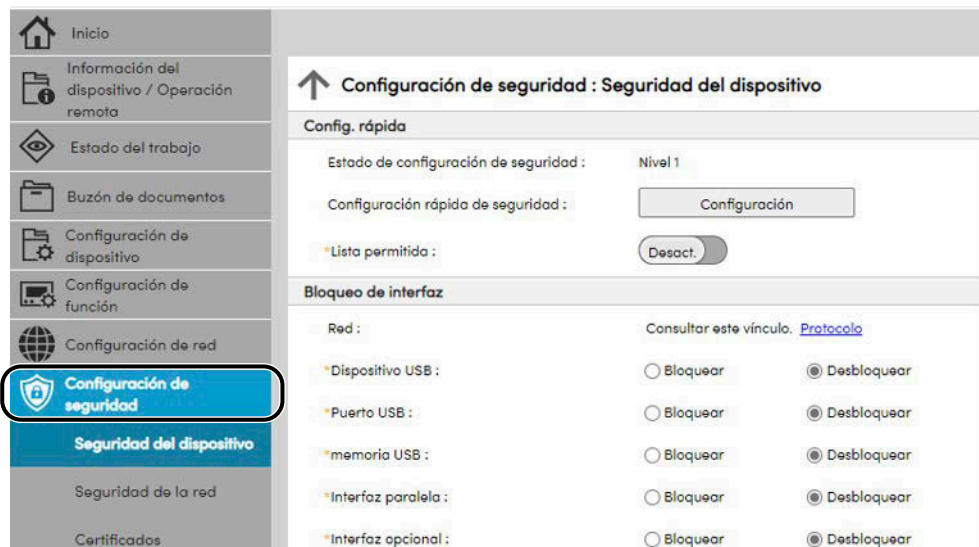 Inicio
Información del
dispositivo / Operación
remota
Estado del trabajo
Buzón de documentos
Configuración de
dispositivo
Configuración de
función
Configuración de red
Configuración de
seguridad
Seguridad del dispositivo
Seguridad de la red
Certificados
Configuración de seguridad : Seguridad del dispositivo
Config. rápida
Estado de configuración de seguridad : Nivel 1
Configuración rápida de seguridad : Configuración
*Lista permitida : Desact.
Bloqueo de interfaz
Red : Consultar este vínculo. Protocolo
*Dispositivo USB : Bloquear Desbloquear
*Puerto USB : Bloquear Desbloquear
*memoria USB : Bloquear Desbloquear
*Interfaz paralela : Bloquear Desbloquear
*Interfaz opcional : Bloquear Desbloquear